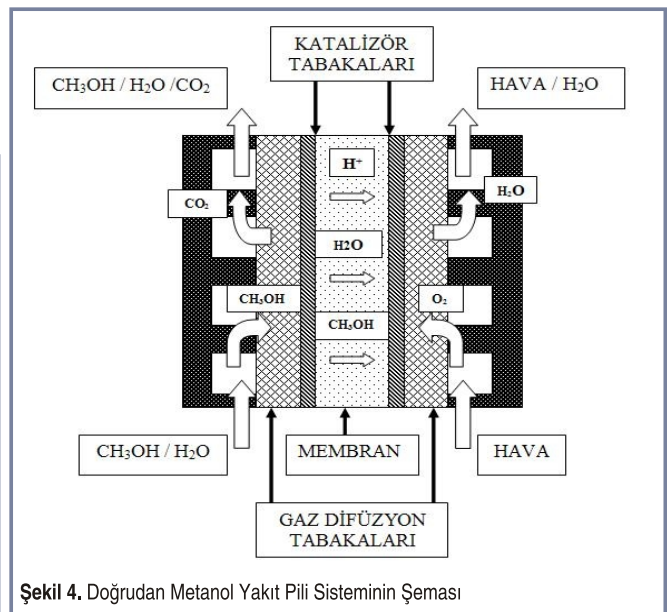 KATALİZÖR
TABAKALARI
CH₃OH / H₂O /CO₂
HAVA / H₂O
H⁺
CO₂
H₂O
H2O
CH₃OH
O₂
CH₃OH
CH₃OH / H₂O
MEMBRAN
HAVA
GAZ DİFÜZYON
TABAKALARI
Şekil 4. Doğrudan Metanol Yakıt Pili Sisteminin Şeması